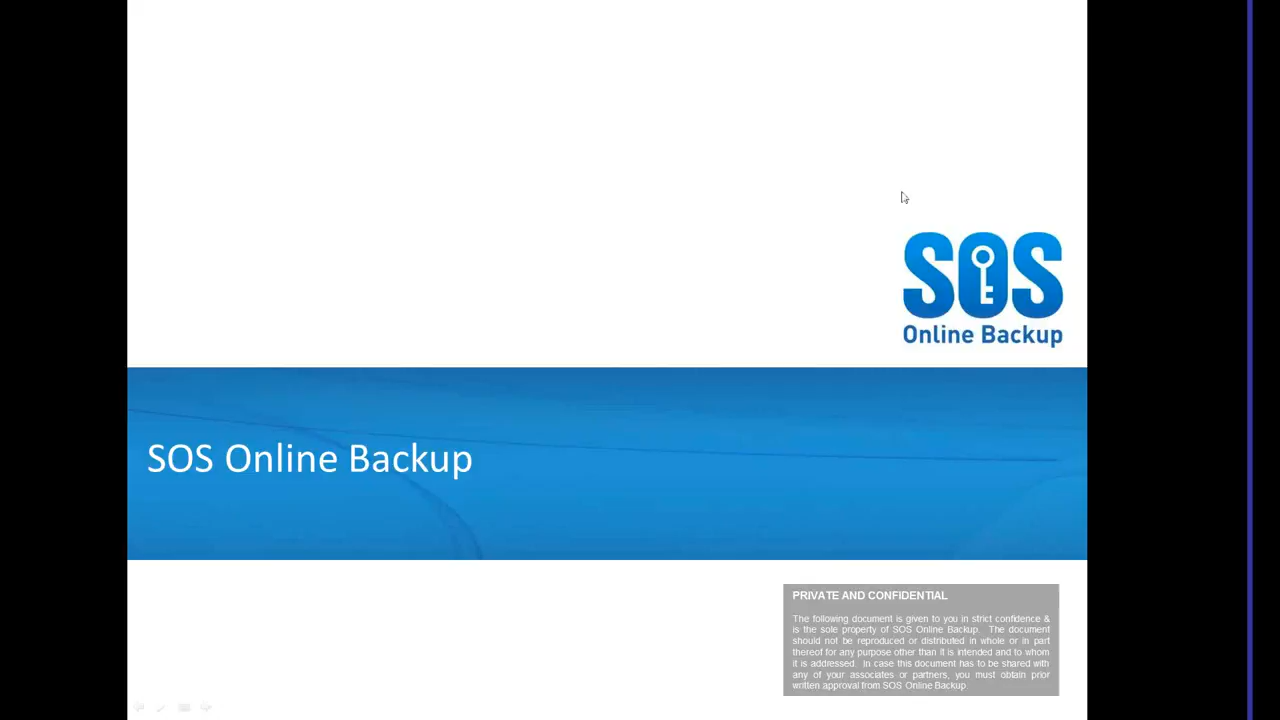 SOS
Online Backup
SOS Online Backup
PRIVATE AND CONFIDENTIAL
The following document is given to you in strict confidence &
is the sole property of SOS Online Backup. The document
should not be reproduced or distributed in whole or in part
thereof for any purpose other than it is intended and to whom
it is addressed. In case this document has to be shared with
any of your associates or partners, you must obtain prior
written approval from SOS Online Backup.